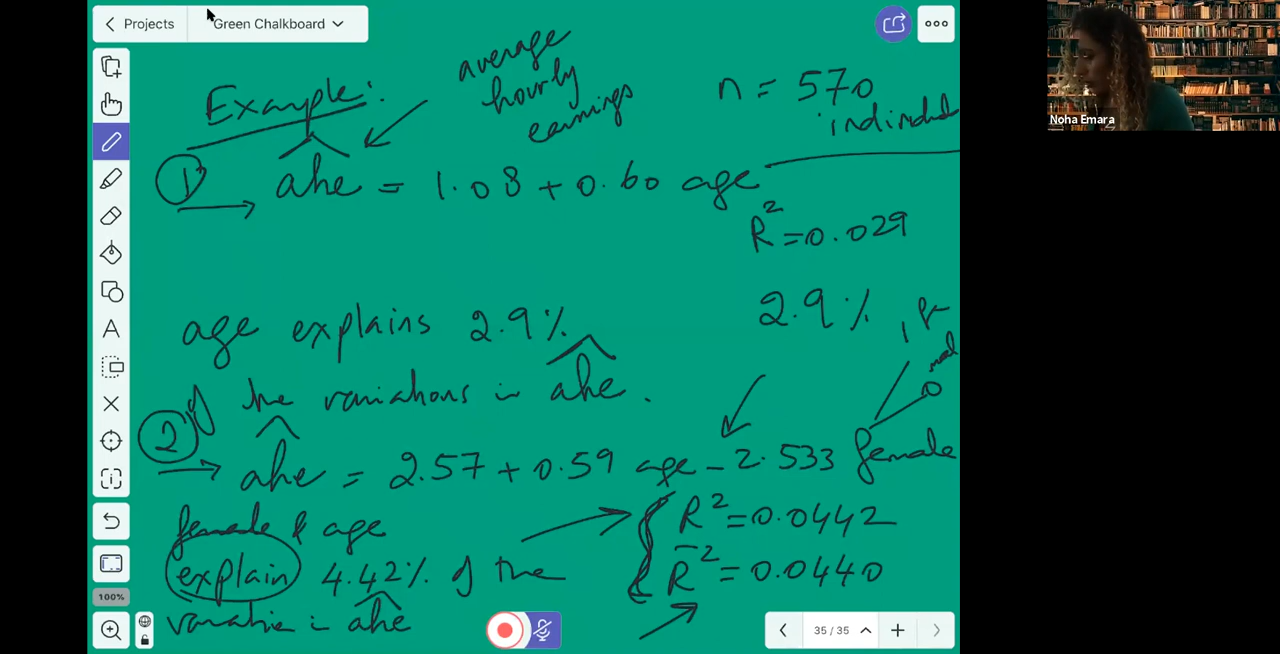 Projects
Green Chalkboard
Example:
average
hourly
earnings
n = 570
individual
① ahe = 1.08 + 0.60 age
R² = 0.029
age explains 2.9%
2.9%
of the variations in ahe.
1
0
② ahe = 2.57 + 0.59 age - 2.533 female
female & age
explain 4.42% of the
variation in ahe
R² = 0.0442
R̄² = 0.0440
100%
35 / 35
Noha Emara